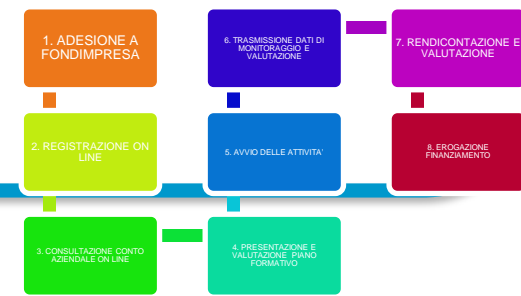 1. ADESIONE A
FONDIMPRESA
2. REGISTRAZIONE ON
LINE
3. CONSULTAZIONE CONTO
AZIENDALE ON LINE
4. PRESENTAZIONE E
VALUTAZIONE PIANO
FORMATIVO
5. AVVIO DELLE ATTIVITA'
6. TRASMISSIONE DATI DI
MONITORAGGIO E
VALUTAZIONE
7. RENDICONTAZIONE E
VALUTAZIONE
8. EROGAZIONE
FINANZIAMENTO